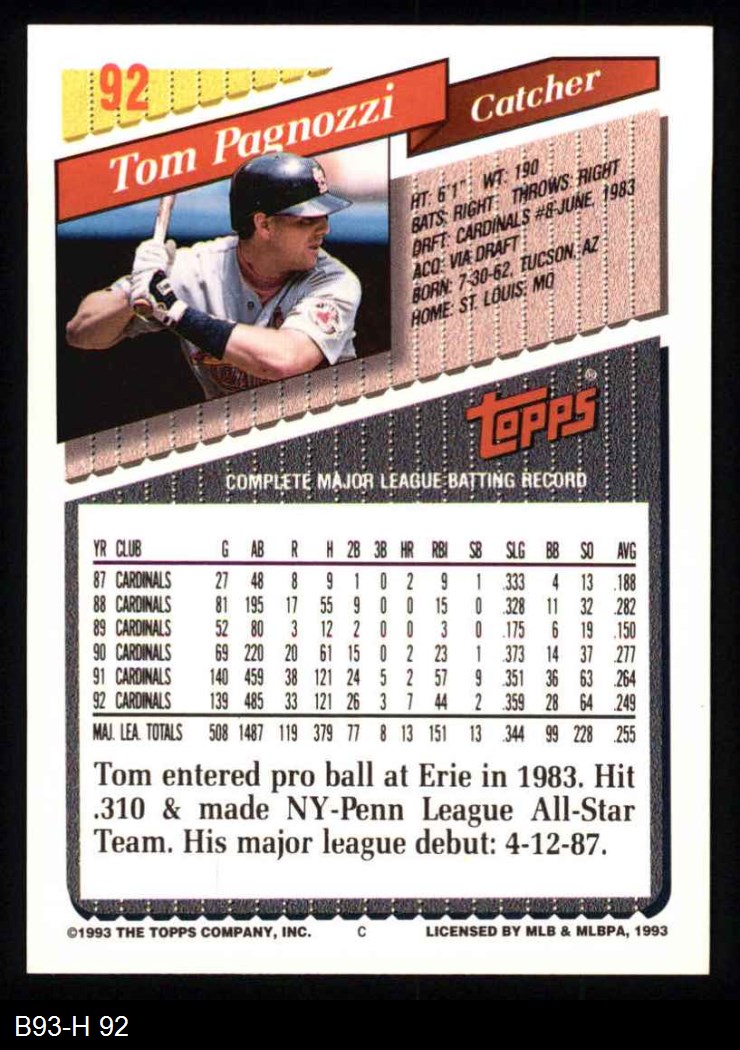 92
Tom Pagnozzi
Catcher
HT: 6'1" WT: 190
BATS: RIGHT THROWS: RIGHT
DRFT: CARDINALS #8-JUNE, 1983
ACQ: VIA DRAFT
BORN: 7-30-62, TUCSON, AZ
HOME: ST. LOUIS, MO
TOPPS®
COMPLETE MAJOR LEAGUE BATTING RECORD
YR CLUB G AB R H 2B 3B HR RBI SB SLG BB SO AVG
87 CARDINALS 27 48 8 9 1 0 2 9 1 .333 4 13 .188
88 CARDINALS 81 195 17 55 9 0 0 15 0 .328 11 32 .282
89 CARDINALS 52 80 3 12 2 0 0 3 0 .175 6 19 .150
90 CARDINALS 69 220 20 61 15 0 2 23 1 .373 14 37 .277
91 CARDINALS 140 459 38 121 24 5 2 57 9 .351 36 63 .264
92 CARDINALS 139 485 33 121 26 3 7 44 2 .359 28 64 .249
MAJ. LEA. TOTALS 508 1487 119 379 77 8 13 151 13 .344 99 228 .255
Tom entered pro ball at Erie in 1983. Hit
.310 & made NY-Penn League All-Star
Team. His major league debut: 4-12-87.
©1993 THE TOPPS COMPANY, INC. C LICENSED BY MLB & MLBPA, 1993
B93-H 92